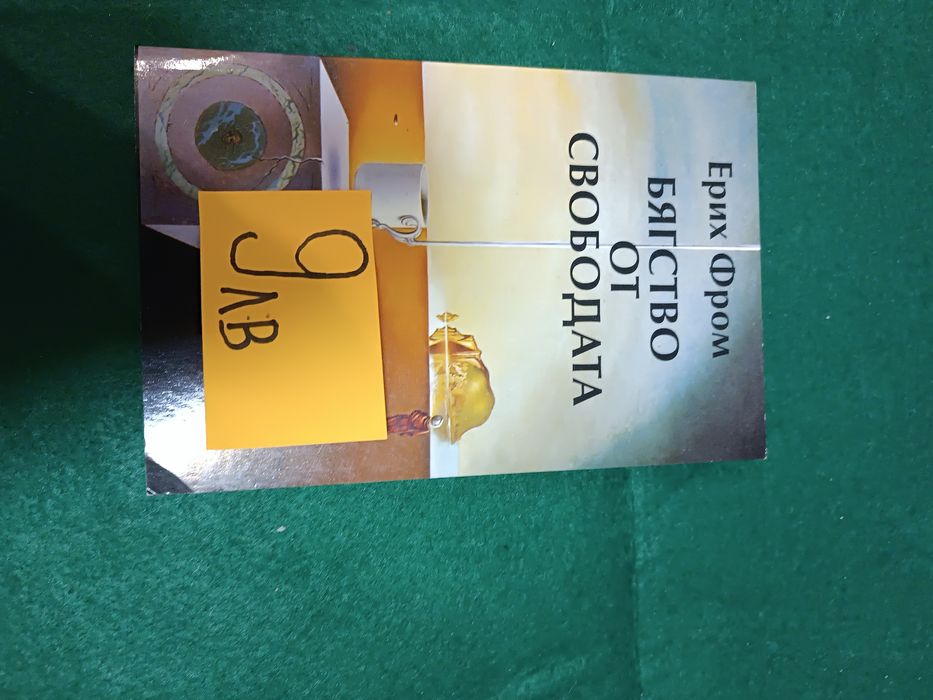 Ерих Фром
БЯГСТВО
ОТ
СВОБОДАТА
9
лв